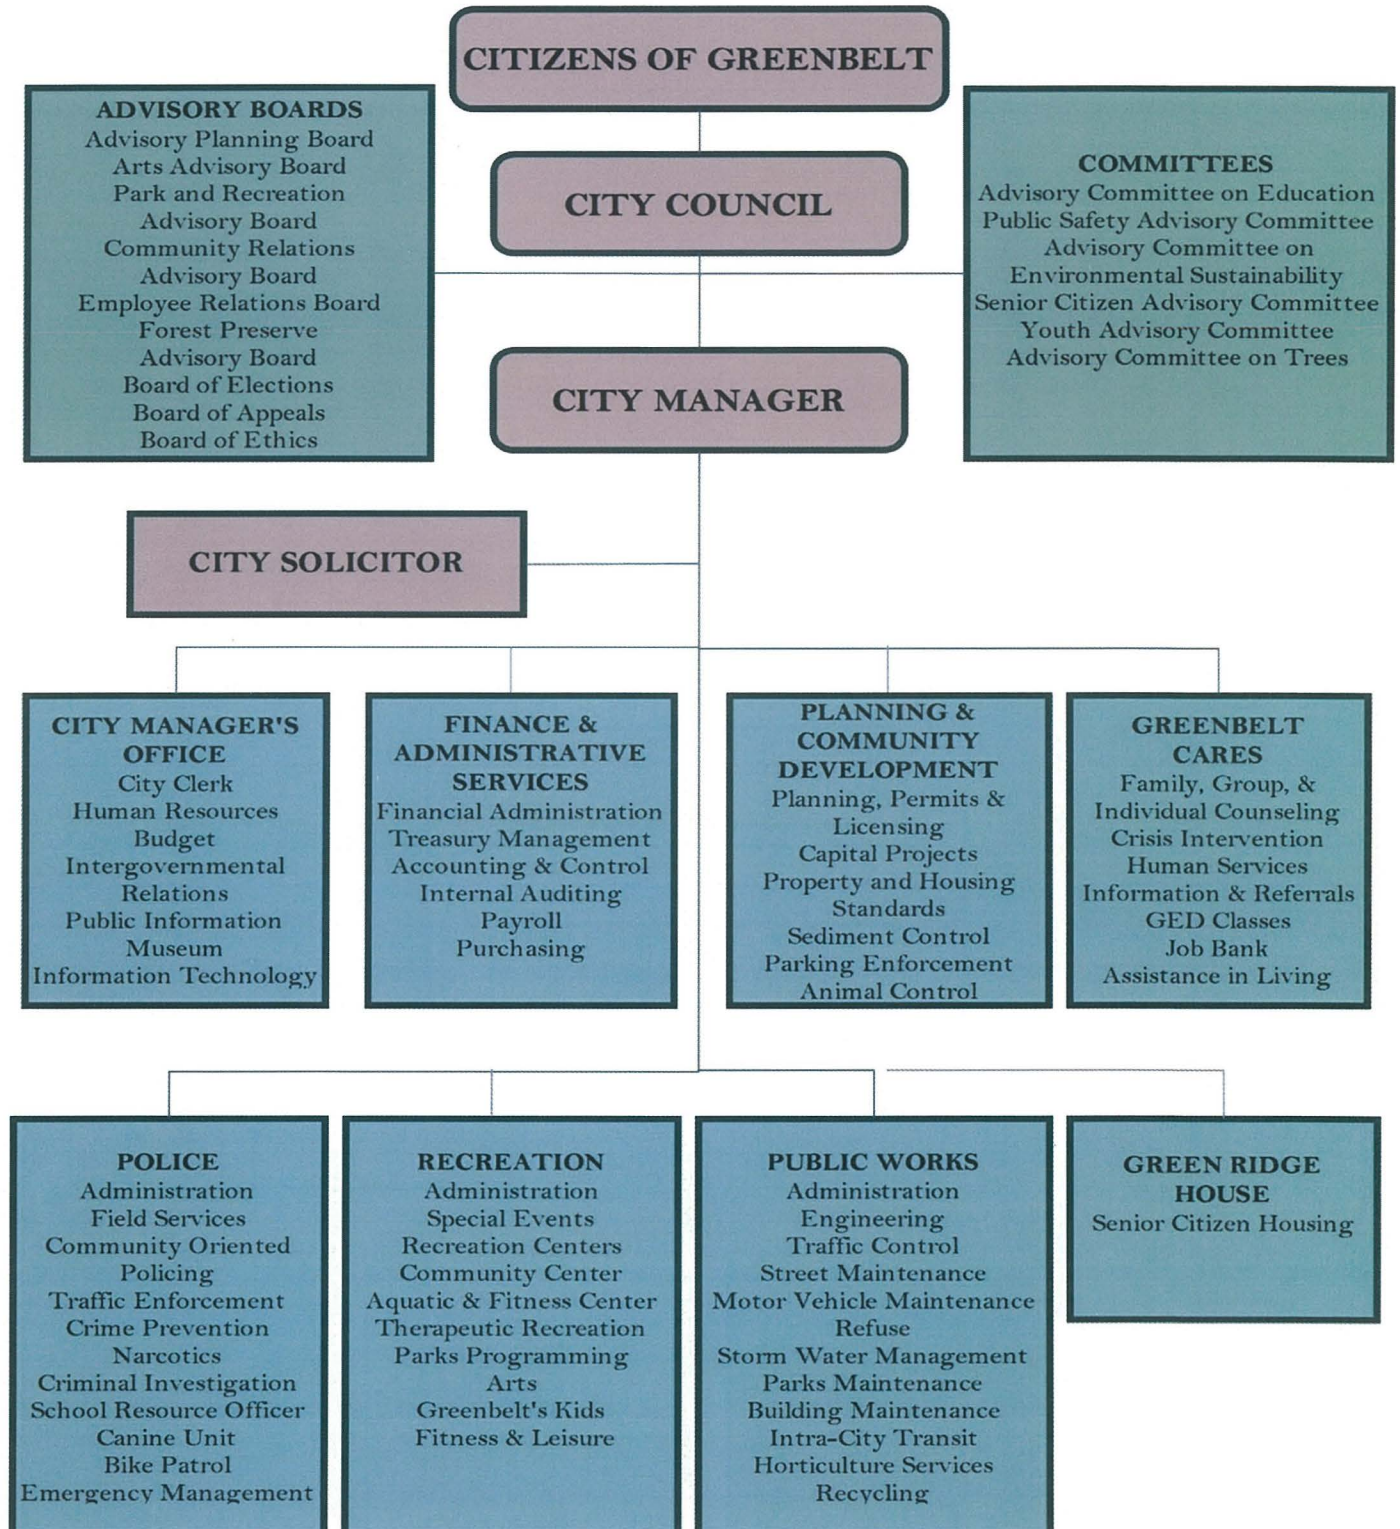 CITIZENS OF GREENBELT
ADVISORY BOARDS
Advisory Planning Board
Arts Advisory Board
Park and Recreation
Advisory Board
Community Relations
Advisory Board
Employee Relations Board
Forest Preserve
Advisory Board
Board of Elections
Board of Appeals
Board of Ethics
CITY COUNCIL
COMMITTEES
Advisory Committee on Education
Public Safety Advisory Committee
Advisory Committee on
Environmental Sustainability
Senior Citizen Advisory Committee
Youth Advisory Committee
Advisory Committee on Trees
CITY MANAGER
CITY SOLICITOR
CITY MANAGER'S
OFFICE
City Clerk
Human Resources
Budget
Intergovernmental
Relations
Public Information
Museum
Information Technology
FINANCE &
ADMINISTRATIVE
SERVICES
Financial Administration
Treasury Management
Accounting & Control
Internal Auditing
Payroll
Purchasing
PLANNING &
COMMUNITY
DEVELOPMENT
Planning, Permits &
Licensing
Capital Projects
Property and Housing
Standards
Sediment Control
Parking Enforcement
Animal Control
GREENBELT
CARES
Family, Group, &
Individual Counseling
Crisis Intervention
Human Services
Information & Referrals
GED Classes
Job Bank
Assistance in Living
POLICE
Administration
Field Services
Community Oriented
Policing
Traffic Enforcement
Crime Prevention
Narcotics
Criminal Investigation
School Resource Officer
Canine Unit
Bike Patrol
Emergency Management
RECREATION
Administration
Special Events
Recreation Centers
Community Center
Aquatic & Fitness Center
Therapeutic Recreation
Parks Programming
Arts
Greenbelt's Kids
Fitness & Leisure
PUBLIC WORKS
Administration
Engineering
Traffic Control
Street Maintenance
Motor Vehicle Maintenance
Refuse
Storm Water Management
Parks Maintenance
Building Maintenance
Intra-City Transit
Horticulture Services
Recycling
GREEN RIDGE
HOUSE
Senior Citizen Housing